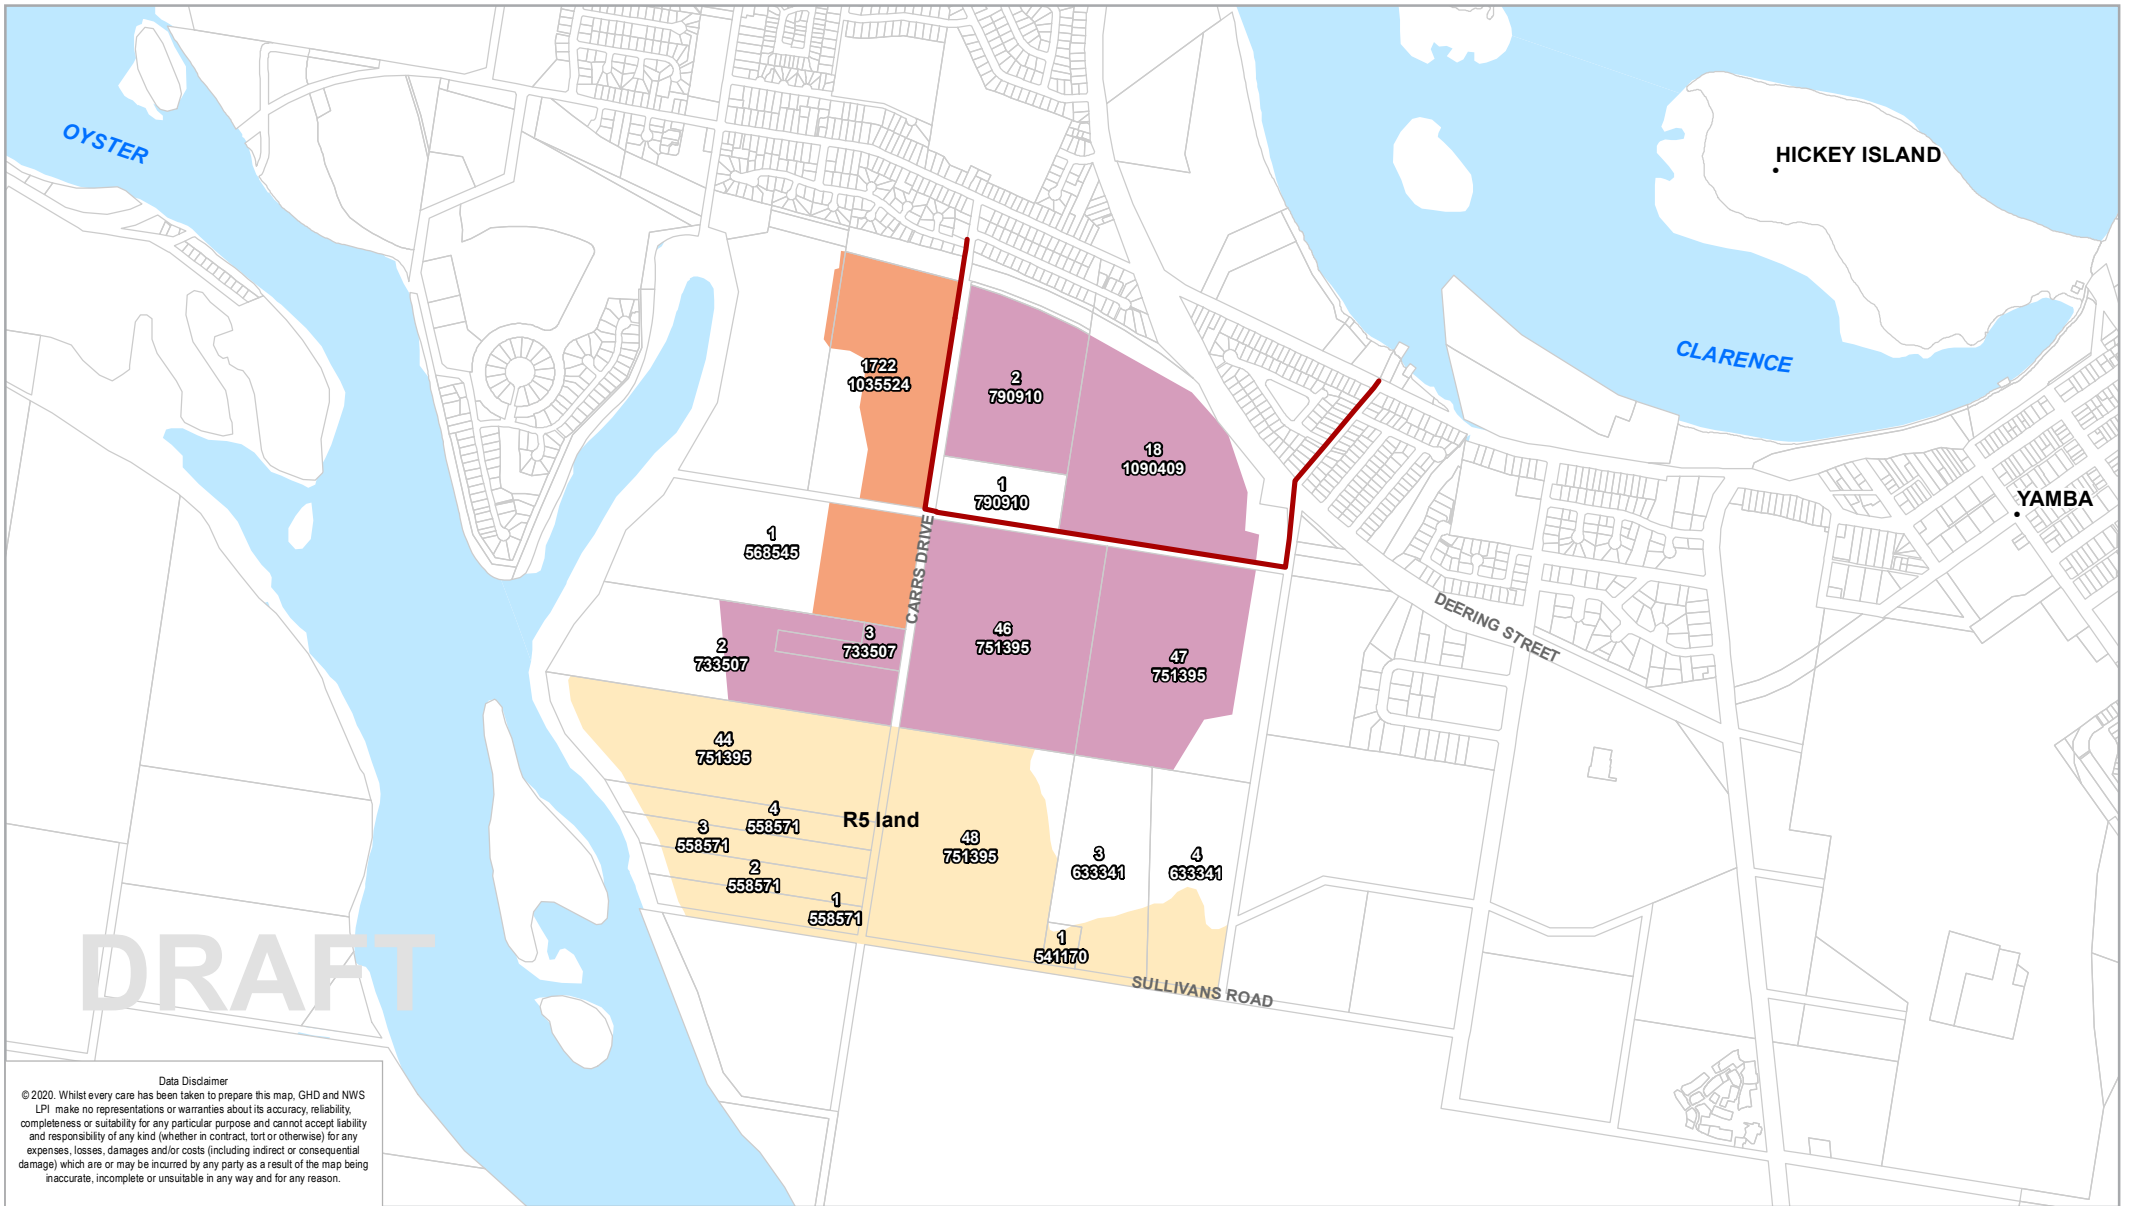 OYSTER
HICKEY ISLAND
CLARENCE
1722
1035524
2
790910
18
1090409
1
790910
YAMBA
1
568545
CARRS DRIVE
DEERING STREET
2
733507
3
733507
46
751395
47
751395
44
751395
4
558571
3
558571
R5 land
48
751395
2
558571
3
633341
4
633341
1
558571
1
541170
SULLIVANS ROAD
DRAFT
Data Disclaimer
© 2020. Whilst every care has been taken to prepare this map, GHD and NWS
LPI make no representations or warranties about its accuracy, reliability,
completeness or suitability for any particular purpose and cannot accept liability
and responsibility of any kind (whether in contract, tort or otherwise) for any
expenses, losses, damages and/or costs (including indirect or consequential
damage) which are or may be incurred by any party as a result of the map being
inaccurate, incomplete or unsuitable in any way and for any reason.